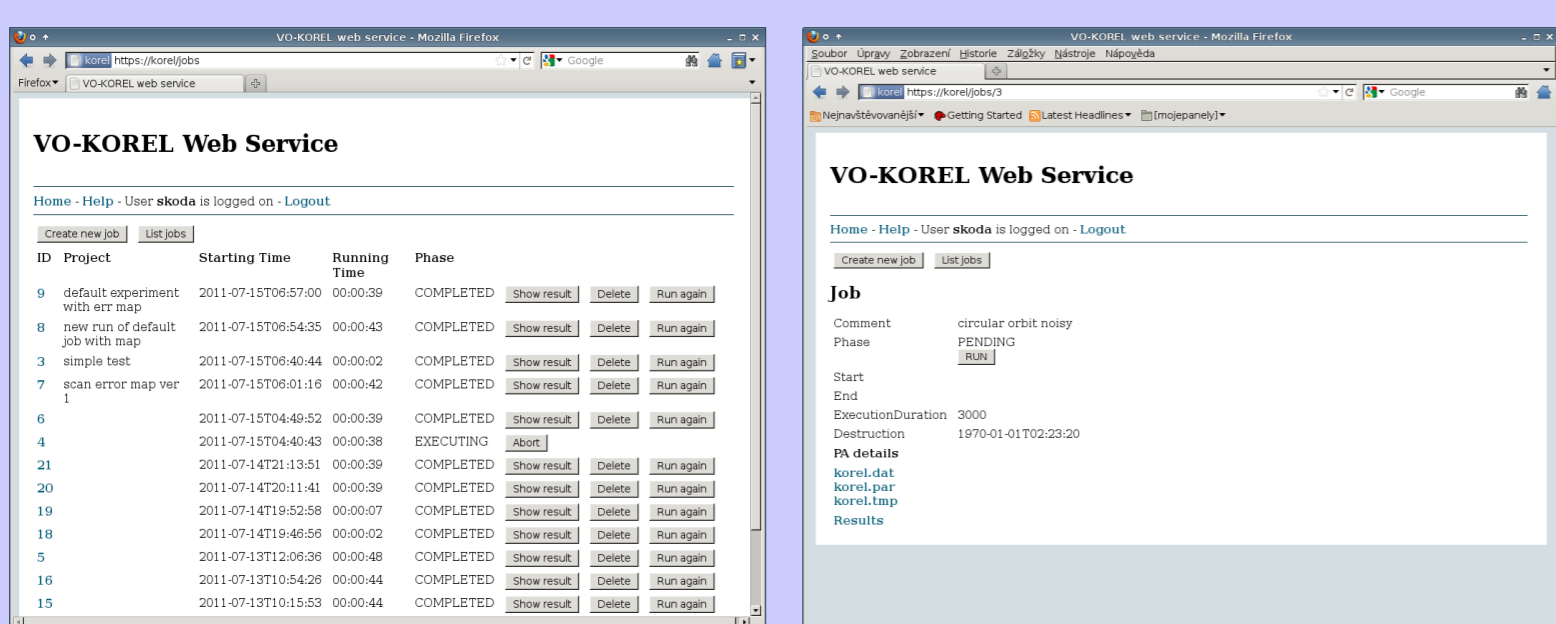 VO-KOREL web service - Mozilla Firefox
korel https://korel/jobs
Google
Firefox VO-KOREL web service
VO-KOREL Web Service
Home - Help - User skoda is logged on - Logout
Create new job List jobs
ID Project Starting Time Running Time Phase
9 default experiment with err map 2011-07-15T06:57:00 00:00:39 COMPLETED Show result Delete Run again
8 new run of default job with map 2011-07-15T06:54:35 00:00:43 COMPLETED Show result Delete Run again
3 simple test 2011-07-15T06:40:44 00:00:02 COMPLETED Show result Delete Run again
7 scan error map ver 1 2011-07-15T06:01:16 00:00:42 COMPLETED Show result Delete Run again
6 2011-07-15T04:49:52 00:00:39 COMPLETED Show result Delete Run again
4 2011-07-15T04:40:43 00:00:38 EXECUTING Abort
21 2011-07-14T21:13:51 00:00:39 COMPLETED Show result Delete Run again
20 2011-07-14T20:11:41 00:00:39 COMPLETED Show result Delete Run again
19 2011-07-14T19:52:58 00:00:07 COMPLETED Show result Delete Run again
18 2011-07-14T19:46:56 00:00:02 COMPLETED Show result Delete Run again
5 2011-07-13T12:06:36 00:00:48 COMPLETED Show result Delete Run again
16 2011-07-13T10:54:26 00:00:44 COMPLETED Show result Delete Run again
15 2011-07-13T10:15:53 00:00:44 COMPLETED Show result Delete Run again
VO-KOREL web service - Mozilla Firefox
Soubor Úpravy Zobrazení Historie Záložky Nástroje Nápověda
VO-KOREL web service
korel https://korel/jobs/3
Google
Nejnavštěvovanější Getting Started Latest Headlines [mojepanely]
VO-KOREL Web Service
Home - Help - User skoda is logged on - Logout
Create new job List jobs
Job
Comment circular orbit noisy
Phase PENDING
RUN
Start
End
ExecutionDuration 3000
Destruction 1970-01-01T02:23:20
PA details
korel.dat
korel.par
korel.tmp
Results